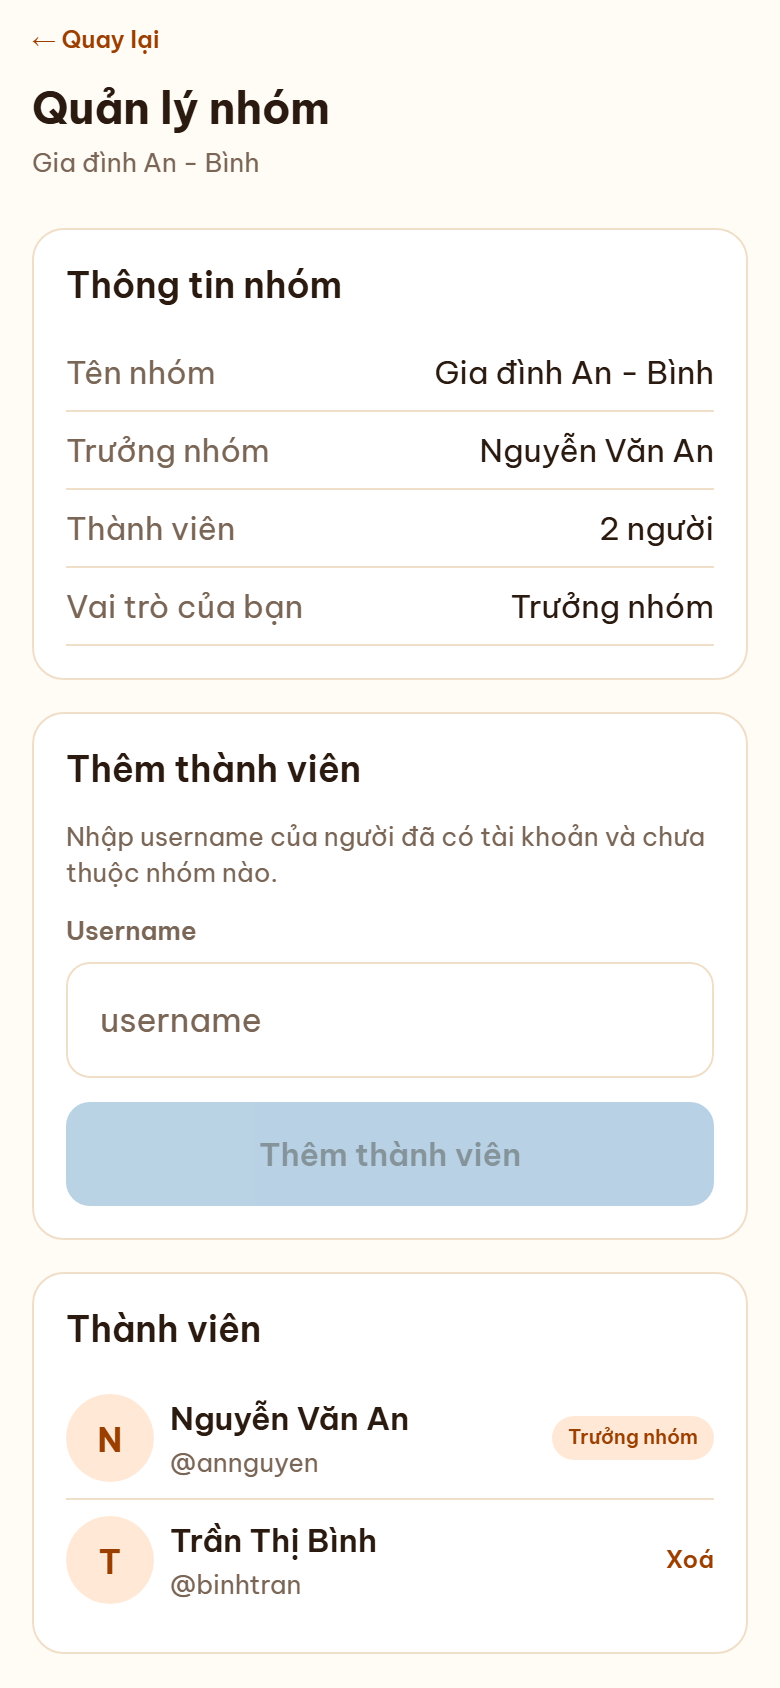 ← Quay lại
Quản lý nhóm
Gia đình An - Bình
Thông tin nhóm
Tên nhóm Gia đình An - Bình
Trưởng nhóm Nguyễn Văn An
Thành viên 2 người
Vai trò của bạn Trưởng nhóm
Thêm thành viên
Nhập username của người đã có tài khoản và chưa
thuộc nhóm nào.
Username
username
Thêm thành viên
Thành viên
N
Nguyễn Văn An
@annguyen
Trưởng nhóm
T
Trần Thị Bình
@binhtran
Xoá